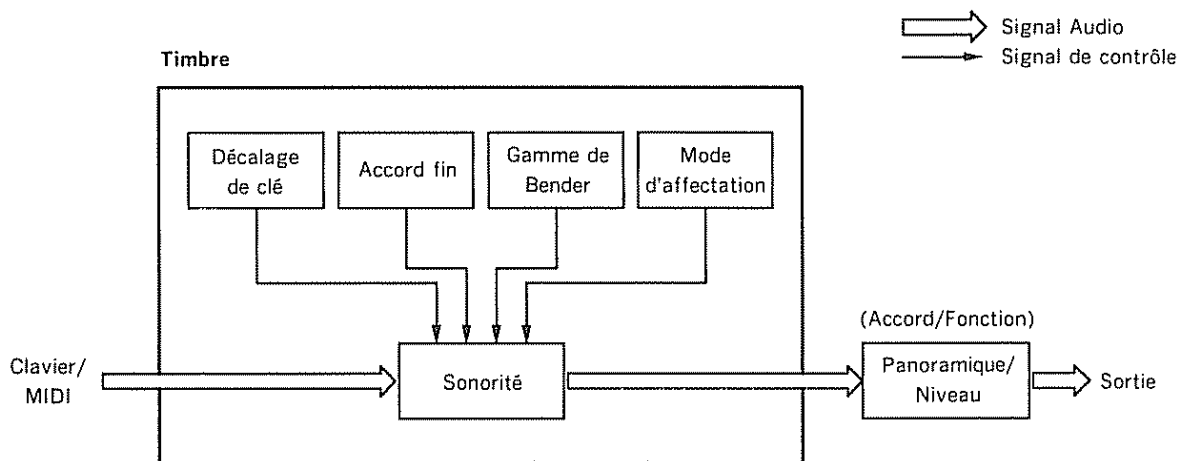 Signal Audio
Signal de contrôle
Timbre
Décalage
de clé
Accord fin
Gamme de
Bender
Mode
d'affectation
(Accord/Fonction)
Clavier/
MIDI
Sonorité
Panoramique/
Niveau
Sortie